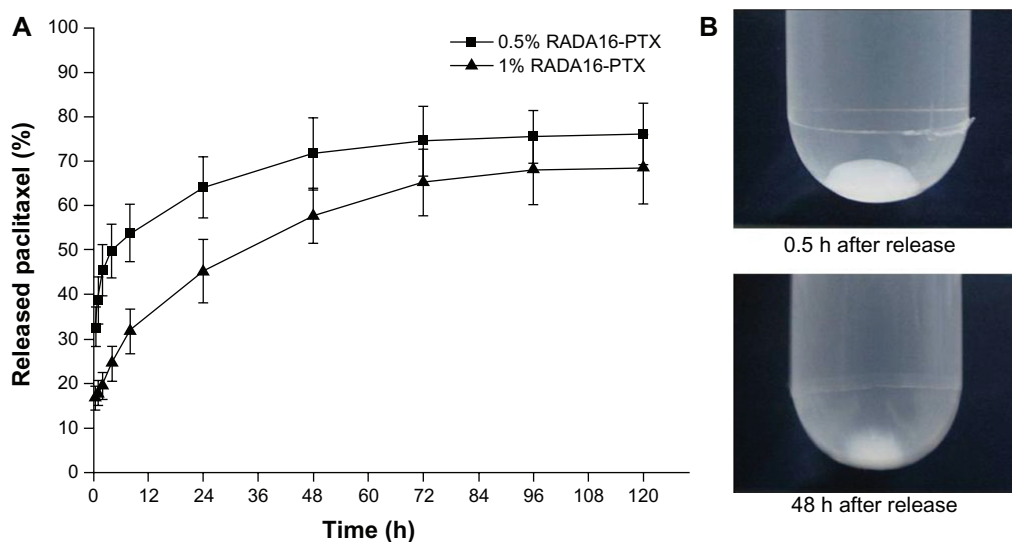 A
0.5% RADA16-PTX
1% RADA16-PTX
Released paclitaxel (%)
100
90
80
70
60
50
40
30
20
10
0
0 12 24 36 48 60 72 84 96 108 120
Time (h)
B
0.5 h after release
48 h after release